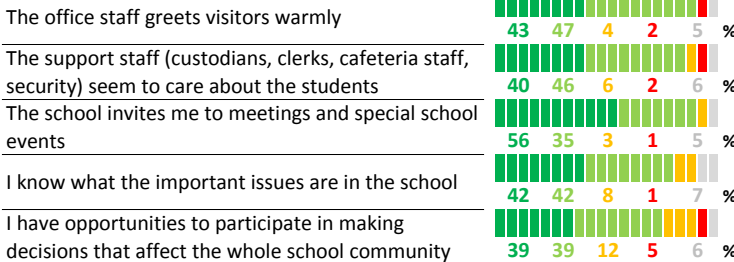 The office staff greets visitors warmly
43 47 4 2 5 %
The support staff (custodians, clerks, cafeteria staff,
security) seem to care about the students
40 46 6 2 6 %
The school invites me to meetings and special school
events
56 35 3 1 5 %
I know what the important issues are in the school
42 42 8 1 7 %
I have opportunities to participate in making
decisions that affect the whole school community
39 39 12 5 6 %